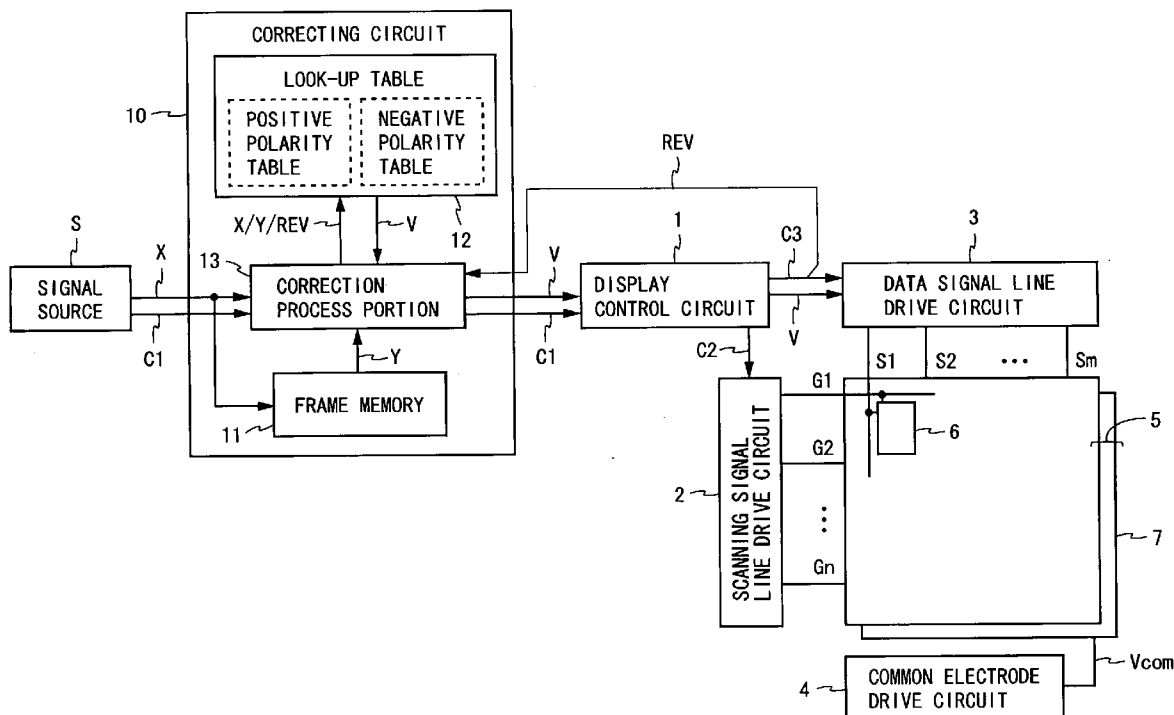 CORRECTING CIRCUIT
LOOK-UP TABLE
POSITIVE
POLARITY
TABLE
NEGATIVE
POLARITY
TABLE
10
REV
S
X
X/Y/REV
V
12
1
C3
3
13
V
SIGNAL
SOURCE
CORRECTION
PROCESS PORTION
DISPLAY
CONTROL CIRCUIT
DATA SIGNAL LINE
DRIVE CIRCUIT
C1
Y
C1
C2
V
S1
S2
...
Sm
FRAME MEMORY
11
G1
6
5
G2
2
SCANNING SIGNAL
LINE DRIVE CIRCUIT
...
7
Gn
Vcom
4
COMMON ELECTRODE
DRIVE CIRCUIT